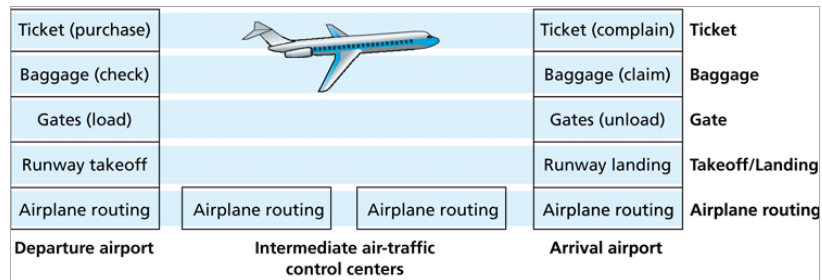 Ticket (purchase) Ticket (complain) Ticket
Baggage (check) Baggage (claim) Baggage
Gates (load) Gates (unload) Gate
Runway takeoff Runway landing Takeoff/Landing
Airplane routing Airplane routing Airplane routing Airplane routing Airplane routing
Departure airport Intermediate air-traffic Arrival airport
control centers